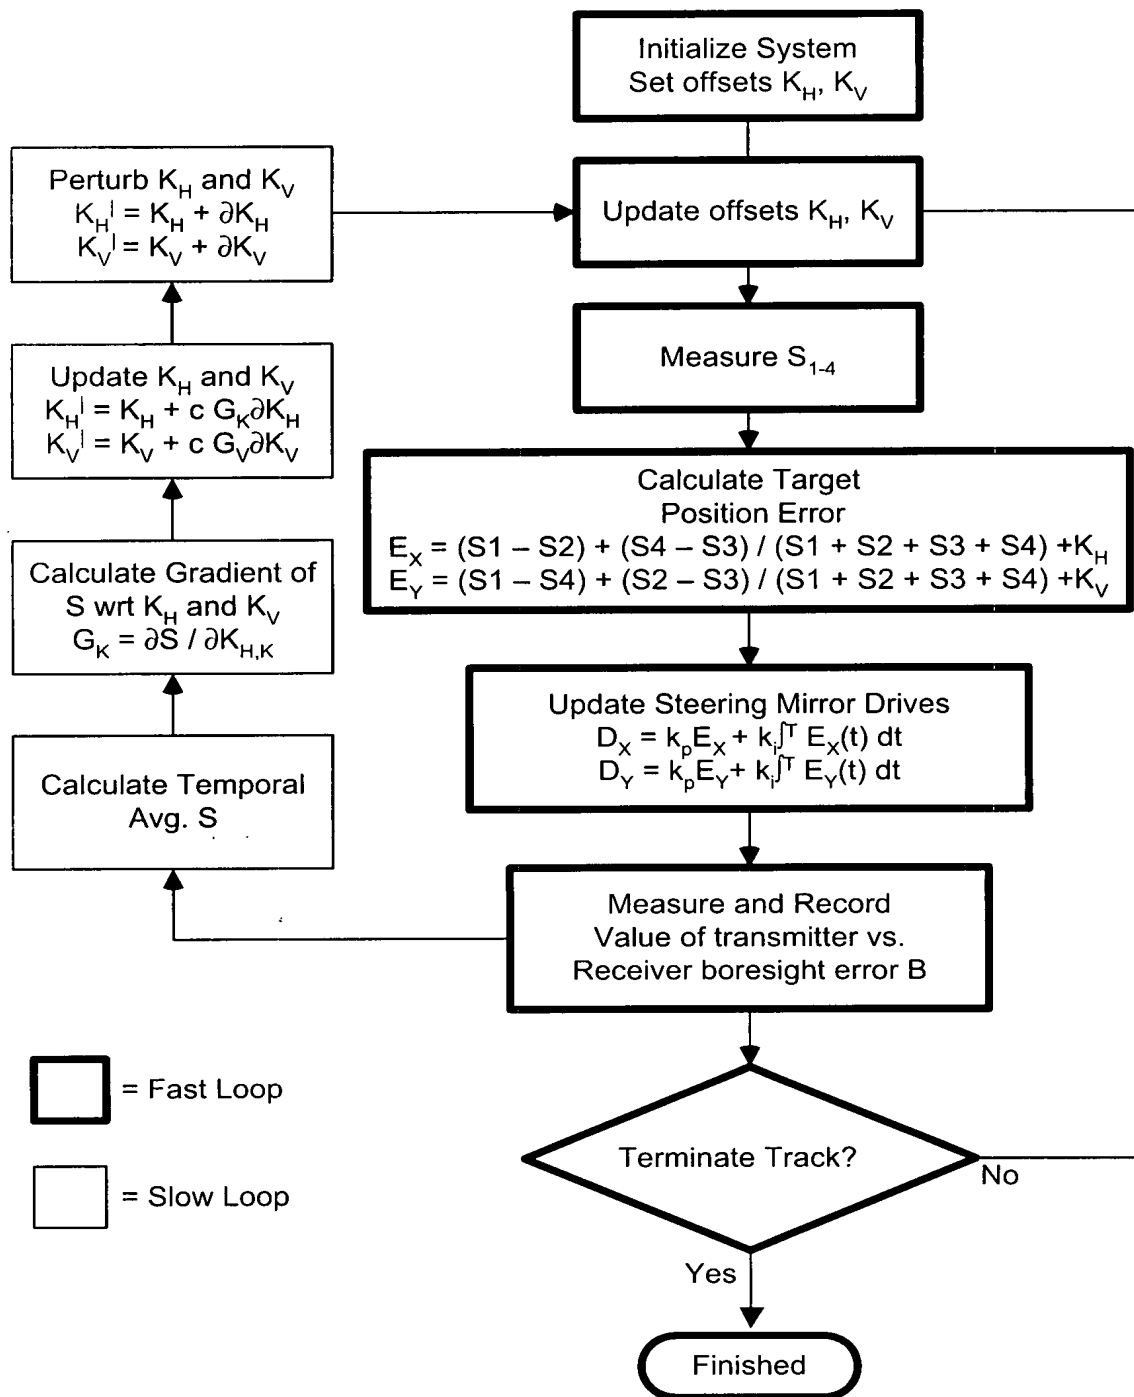 Initialize System
Set offsets K_H, K_V
Perturb K_H and K_V
K_H^| = K_H + ∂K_H
K_V^| = K_V + ∂K_V
Update offsets K_H, K_V
Measure S_1-4
Update K_H and K_V
K_H^| = K_H + c G_K∂K_H
K_V^| = K_V + c G_V∂K_V
Calculate Target
Position Error
E_X = (S1 – S2) + (S4 – S3) / (S1 + S2 + S3 + S4) +K_H
E_Y = (S1 – S4) + (S2 – S3) / (S1 + S2 + S3 + S4) +K_V
Calculate Gradient of
S wrt K_H and K_V
G_K = ∂S / ∂K_H,K
Update Steering Mirror Drives
D_X = k_pE_X + k_i∫^T E_X(t) dt
D_Y = k_pE_Y + k_i∫^T E_Y(t) dt
Calculate Temporal
Avg. S
Measure and Record
Value of transmitter vs.
Receiver boresight error B
= Fast Loop
Terminate Track?
No
= Slow Loop
Yes
Finished